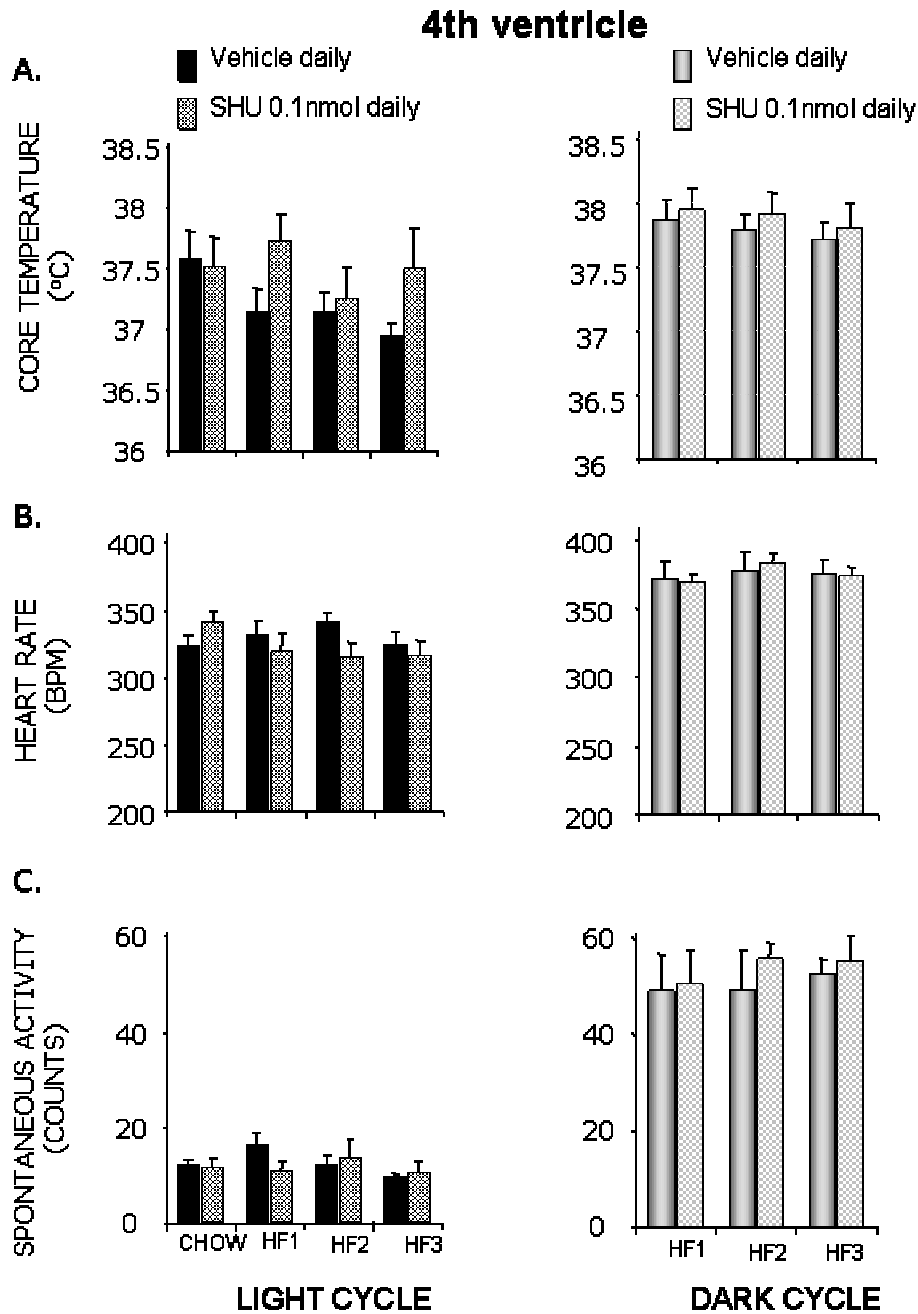 4th ventricle
A.
Vehicle daily
SHU 0.1nmol daily
Vehicle daily
SHU 0.1nmol daily
CORE TEMPERATURE
(ºC)
38.5
38
37.5
37
36.5
36
38.5
38
37.5
37
36.5
36
B.
HEART RATE
(BPM)
400
350
300
250
200
400
350
300
250
200
C.
SPONTANEOUS ACTIVITY
(COUNTS)
60
40
20
0
CHOW HF1 HF2 HF3
LIGHT CYCLE
60
40
20
0
HF1 HF2 HF3
DARK CYCLE